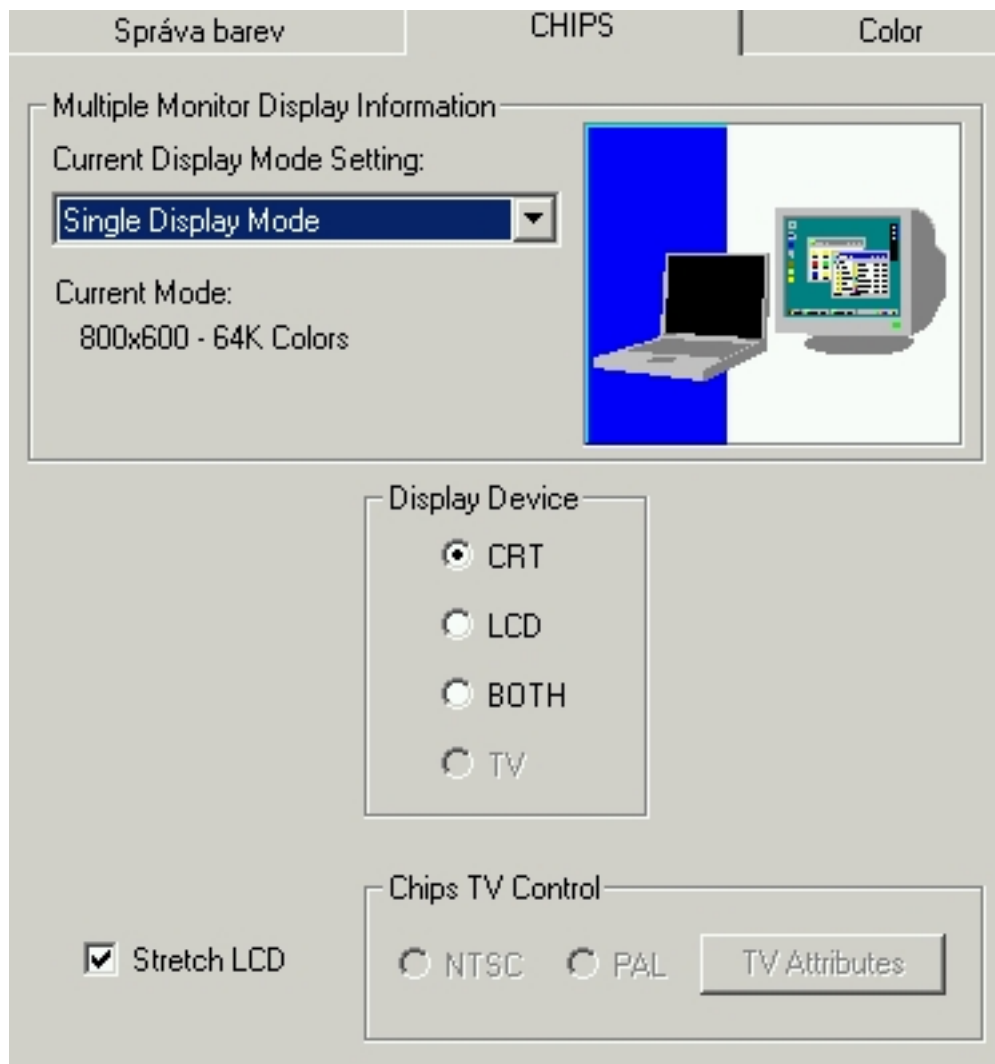 Správa barev
CHIPS
Color
Multiple Monitor Display Information
Current Display Mode Setting:
Single Display Mode
Current Mode:
800x600 - 64K Colors
Display Device
CRT
LCD
BOTH
TV
Chips TV Control
Stretch LCD
NTSC
PAL
TV Attributes